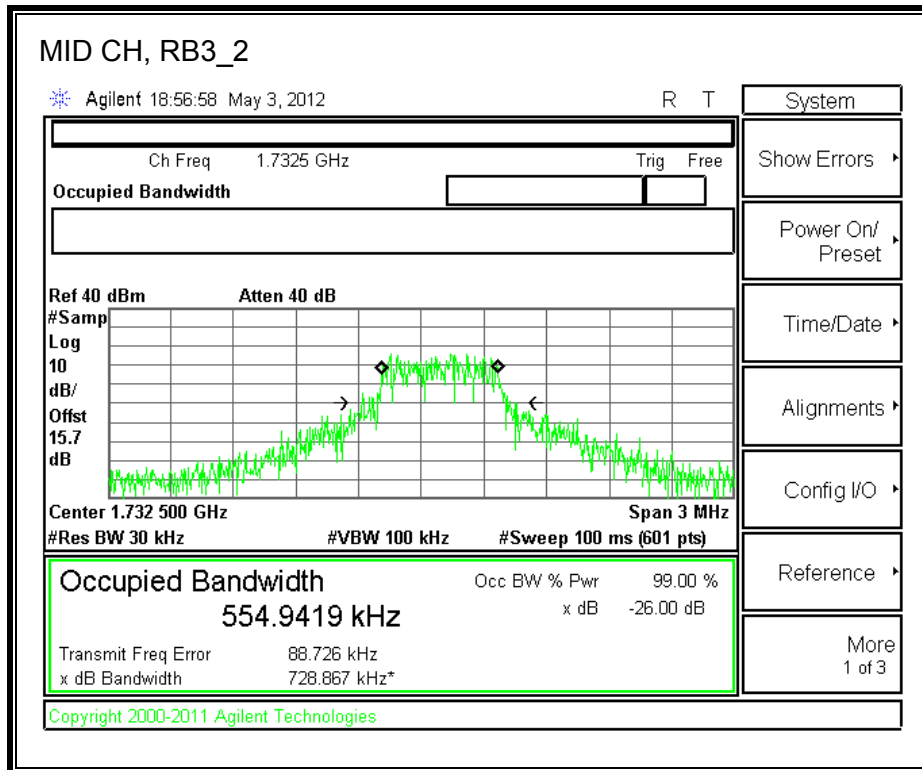 MID CH, RB3_2
Agilent 18:56:58 May 3, 2012 R T
System
Ch Freq 1.7325 GHz Trig Free
Show Errors
Occupied Bandwidth
Power On/
Preset
Ref 40 dBm Atten 40 dB
#Samp
Log
10
dB/
Offst
15.7
dB
Time/Date
Alignments
Config I/O
Center 1.732 500 GHz Span 3 MHz
#Res BW 30 kHz #VBW 100 kHz #Sweep 100 ms (601 pts)
Occupied Bandwidth Occ BW % Pwr 99.00 %
554.9419 kHz x dB -26.00 dB
Reference
Transmit Freq Error 88.726 kHz
x dB Bandwidth 728.867 kHz*
More
1 of 3
Copyright 2000-2011 Agilent Technologies